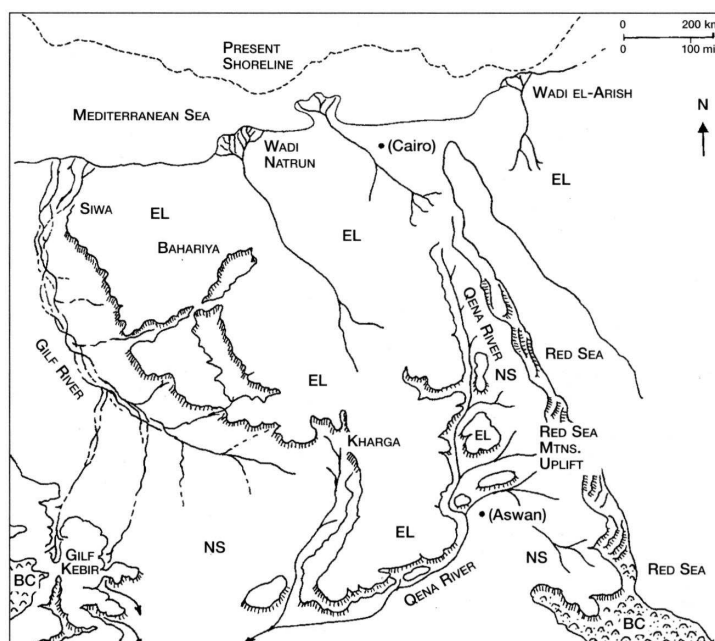 0 200 km
0 100 mi
PRESENT
SHORELINE
WADI EL-ARISH
N
MEDITERRANEAN SEA
WADI
NATRUN
(Cairo)
EL
SIWA
EL
EL
BAHARIYA
QENA RIVER
GILF RIVER
RED SEA
NS
EL
EL
RED SEA
MTNS.
UPLIFT
KHARGA
(Aswan)
EL
NS
NS
GILF
KEBIR
BC
QENA RIVER
RED SEA
BC